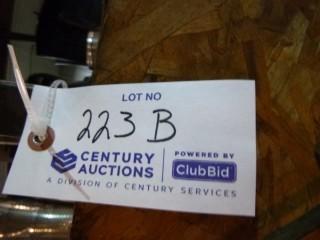 LOT NO
223 B
CENTURY AUCTIONS
POWERED BY
ClubBid
A DIVISION OF CENTURY SERVICES